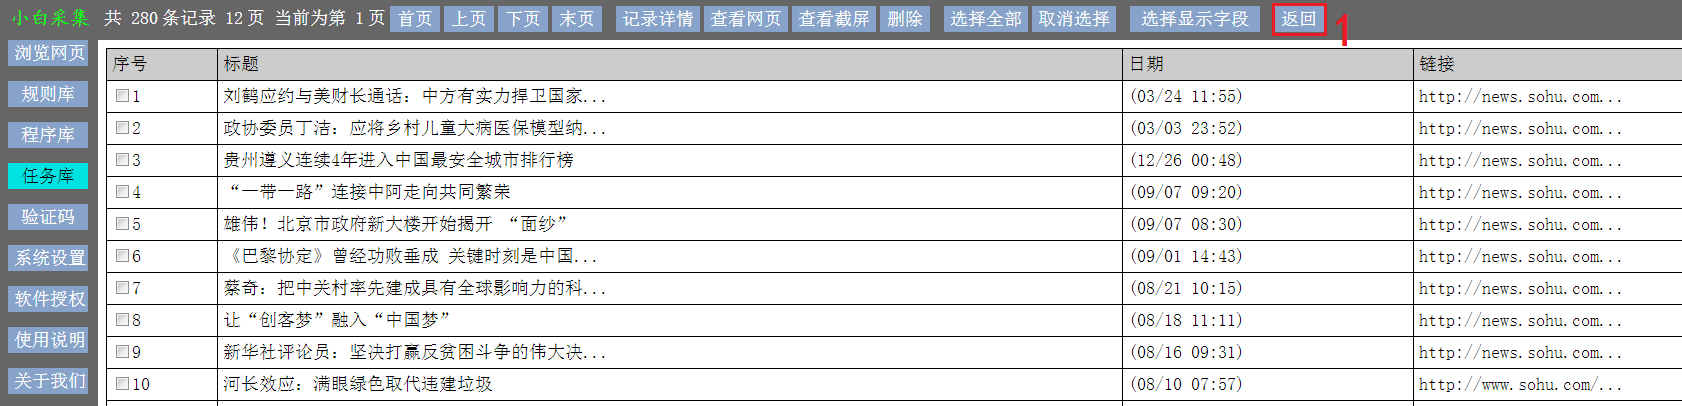 小白采集 共 280条记录 12页 当前为第 1页 首页 上页 下页 末页 记录详情 查看网页 查看截屏 删除 选择全部 取消选择 选择显示字段 返回 1
浏览网页
规则库
程序库
任务库
验证码
系统设置
软件授权
使用说明
关于我们
序号 标题 日期 链接
1 刘鹤应约与美财长通话：中方有实力捍卫国家... (03/24 11:55) http://news.sohu.com...
2 政协委员丁洁：应将乡村儿童大病医保模型纳... (03/03 23:52) http://news.sohu.com...
3 贵州遵义连续4年进入中国最安全城市排行榜 (12/26 00:48) http://news.sohu.com...
4 “一带一路”连接中阿走向共同繁荣 (09/07 09:20) http://news.sohu.com...
5 雄伟！北京市政府新大楼开始揭开 “面纱” (09/07 08:30) http://news.sohu.com...
6 《巴黎协定》曾经功败垂成 关键时刻是中国... (09/01 14:43) http://news.sohu.com...
7 蔡奇：把中关村率先建成具有全球影响力的科... (08/21 10:15) http://news.sohu.com...
8 让“创客梦”融入“中国梦” (08/18 11:11) http://news.sohu.com...
9 新华社评论员：坚决打赢反贫困斗争的伟大决... (08/16 09:31) http://news.sohu.com...
10 河长效应：满眼绿色取代违建垃圾 (08/10 07:57) http://www.sohu.com/...